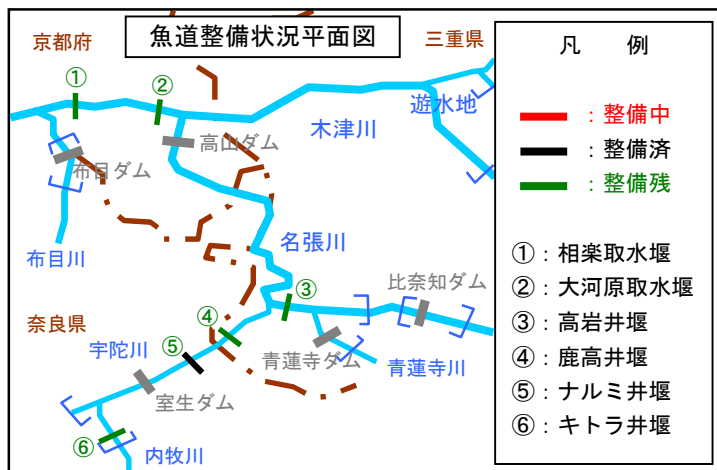 魚道整備状況平面図
京都府
三重県
①
②
遊水地
木津川
高山ダム
布目ダム
名張川
布目川
比奈知ダム
③
奈良県
④
宇陀川
⑤
青蓮寺ダム
青蓮寺川
室生ダム
⑥
内牧川
凡 例
：整備中
：整備済
：整備残
①：相楽取水堰
②：大河原取水堰
③：高岩井堰
④：鹿高井堰
⑤：ナルミ井堰
⑥：キトラ井堰